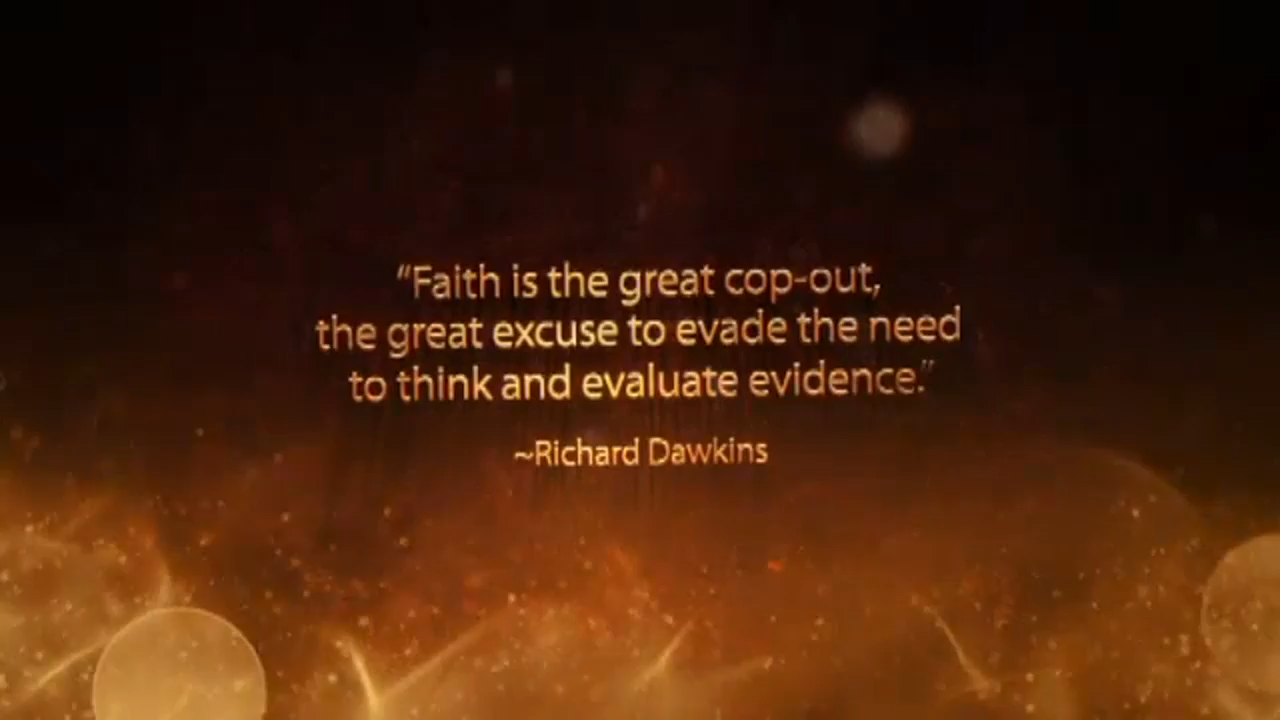 “Faith is the great cop-out,
the great excuse to evade the need
to think and evaluate evidence.”
~Richard Dawkins